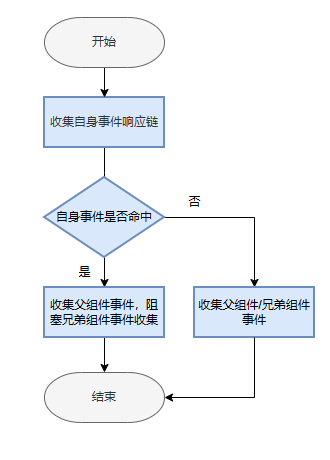 开始
收集自身事件响应链
自身事件是否命中
否
是
收集父组件事件，阻
塞兄弟组件事件收集
收集父组件/兄弟组件
事件
结束